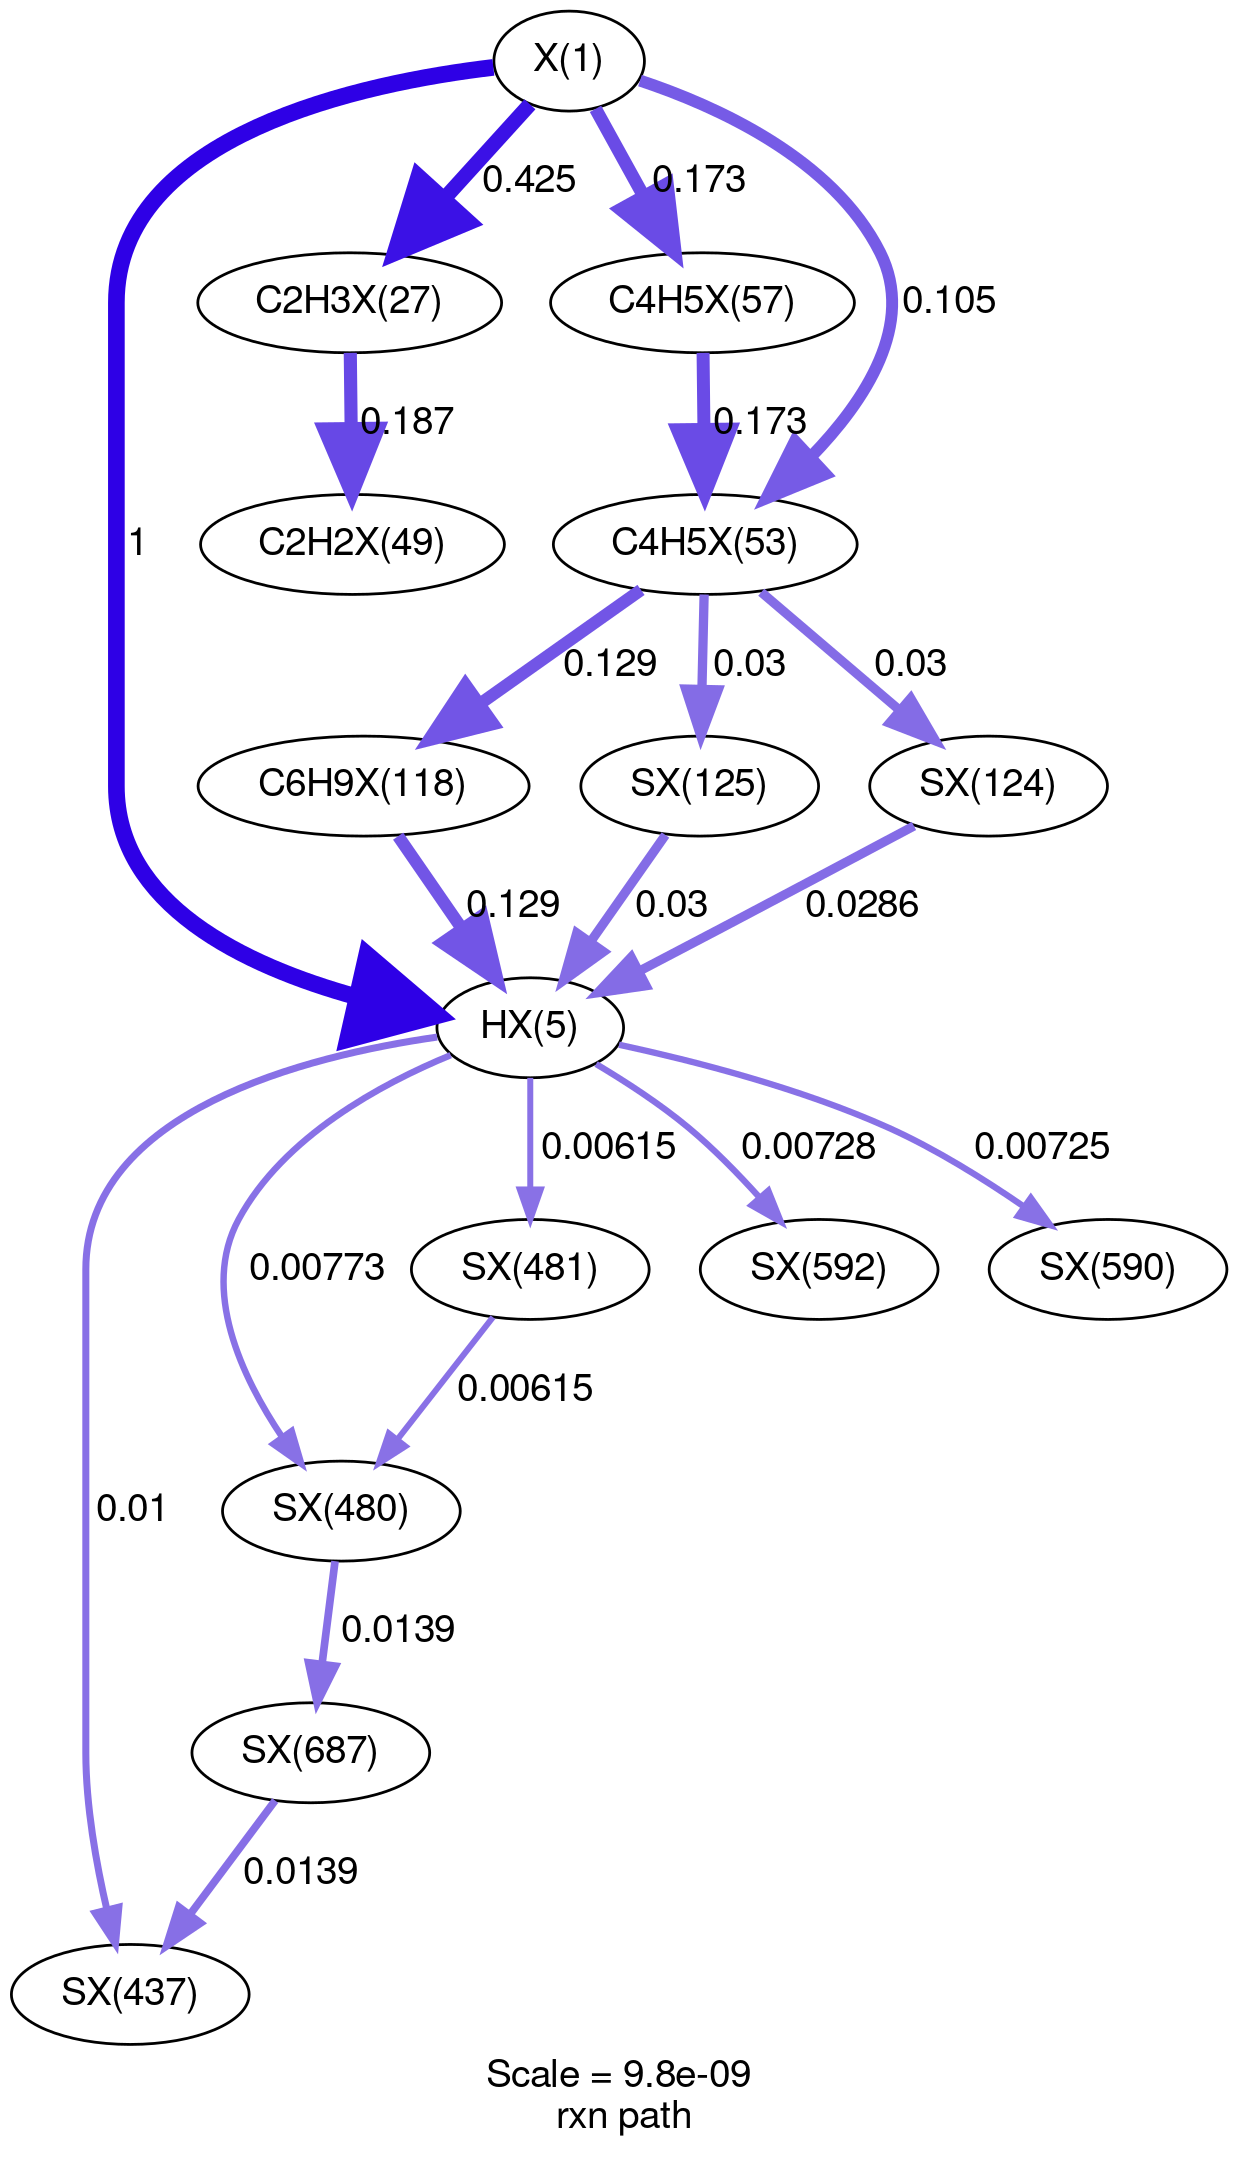 X(1)
0.425
0.173
C2H3X(27)
C4H5X(57)
0.105
0.187
0.173
1
C2H2X(49)
C4H5X(53)
0.129
0.03
0.03
C6H9X(118)
SX(125)
SX(124)
0.129
0.03
0.0286
HX(5)
0.00615
0.00728
0.00725
0.00773
SX(481)
SX(592)
SX(590)
0.00615
0.01
SX(480)
0.0139
SX(687)
0.0139
SX(437)
Scale = 9.8e-09
rxn path